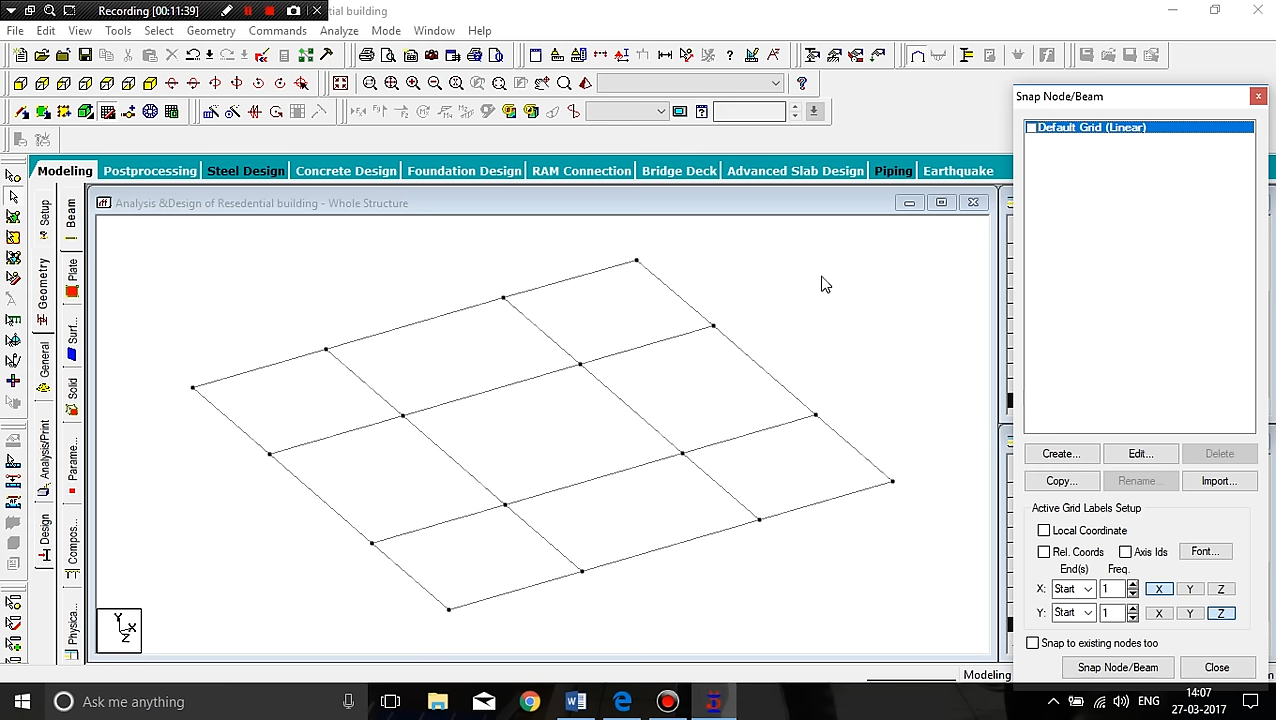 Recording [00:11:39]
tial building
File Edit View Tools Select Geometry Commands Analyze Mode Window Help
Snap Node/Beam
Default Grid (Linear)
Modeling Postprocessing Steel Design Concrete Design Foundation Design RAM Connection Bridge Deck Advanced Slab Design Piping Earthquake
Analysis &Design of Resedential building - Whole Structure
Setup
Geometry
General
Analysis/Print
Design
Beam
Plate
Surf...
Solid
Parame...
Compos...
Physica...
Y
X
Z
Create... Edit... Delete
Copy... Rename... Import...
Active Grid Labels Setup
Local Coordinate
Rel. Coords Axis Ids Font...
End(s) Freq.
X: Start 1 X Y Z
Y: Start 1 X Y Z
Snap to existing nodes too
Snap Node/Beam Close
Modeling
Ask me anything
ENG
14:07
27-03-2017